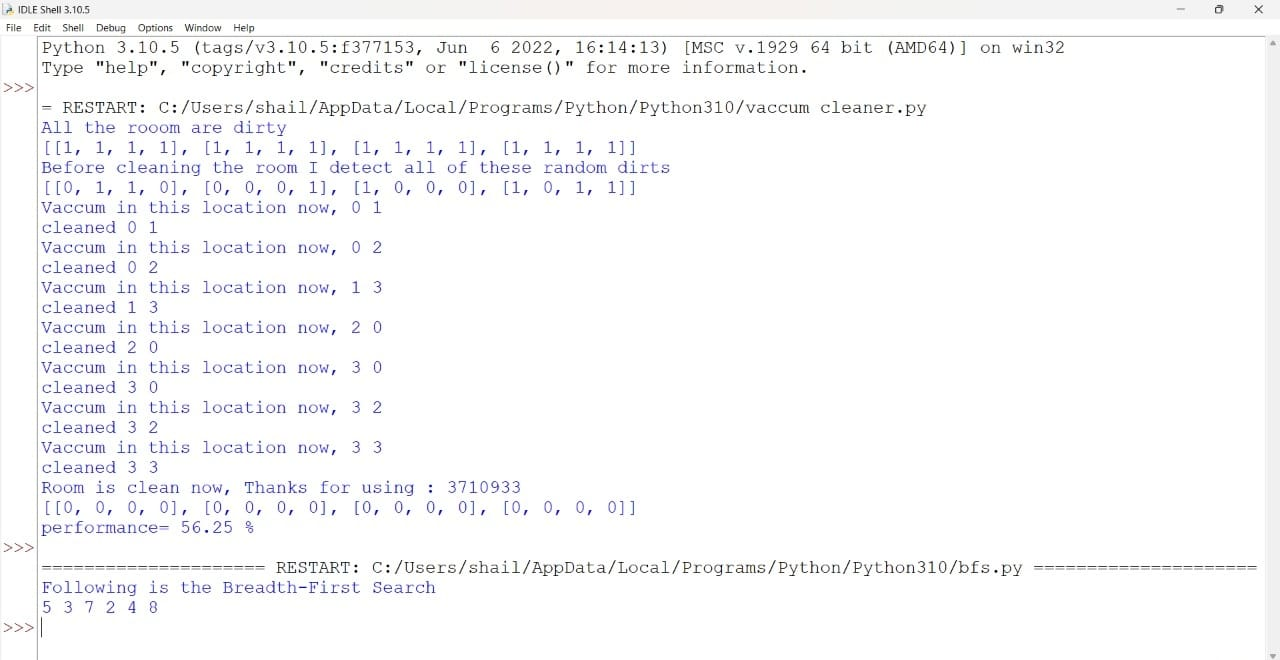 IDLE Shell 3.10.5
File Edit Shell Debug Options Window Help
Python 3.10.5 (tags/v3.10.5:f377153, Jun  6 2022, 16:14:13) [MSC v.1929 64 bit (AMD64)] on win32
Type "help", "copyright", "credits" or "license()" for more information.
>>>
= RESTART: C:/Users/shail/AppData/Local/Programs/Python/Python310/vaccum cleaner.py
All the rooom are dirty
[[1, 1, 1, 1], [1, 1, 1, 1], [1, 1, 1, 1], [1, 1, 1, 1]]
Before cleaning the room I detect all of these random dirts
[[0, 1, 1, 0], [0, 0, 0, 1], [1, 0, 0, 0], [1, 0, 1, 1]]
Vaccum in this location now, 0 1
cleaned 0 1
Vaccum in this location now, 0 2
cleaned 0 2
Vaccum in this location now, 1 3
cleaned 1 3
Vaccum in this location now, 2 0
cleaned 2 0
Vaccum in this location now, 3 0
cleaned 3 0
Vaccum in this location now, 3 2
cleaned 3 2
Vaccum in this location now, 3 3
cleaned 3 3
Room is clean now, Thanks for using : 3710933
[[0, 0, 0, 0], [0, 0, 0, 0], [0, 0, 0, 0], [0, 0, 0, 0]]
performance= 56.25 %
>>>
===================== RESTART: C:/Users/shail/AppData/Local/Programs/Python/Python310/bfs.py =====================
Following is the Breadth-First Search
5 3 7 2 4 8
>>>